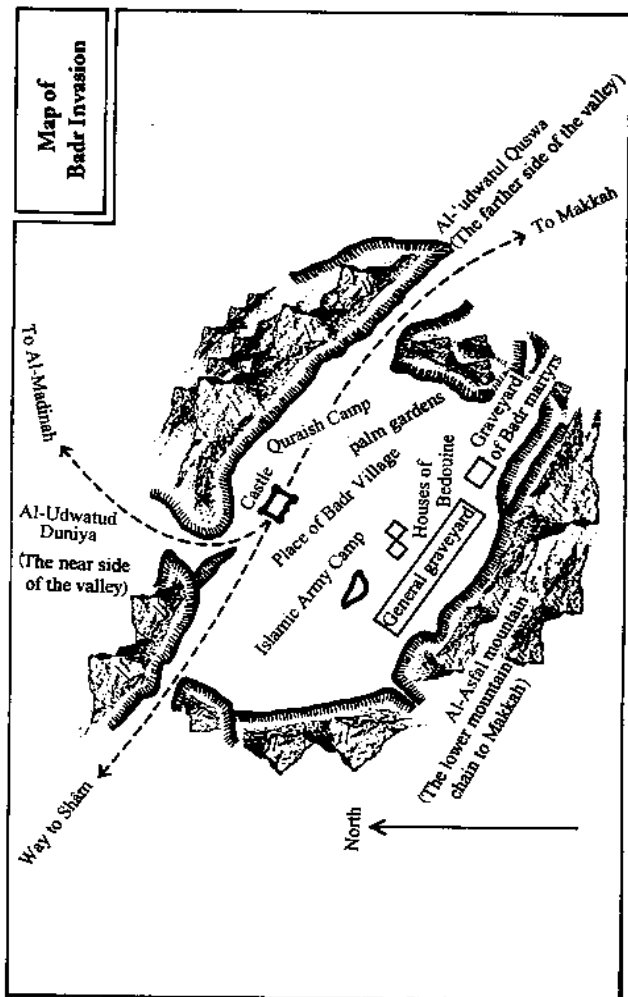 Map of
Badr Invasion
To Al-Madinah
Al-Udwatud
Duniya
(The near side
of the valley)
Way to Shâm
Castle
Quraish Camp
Al-'udwatul Quswa
(The farther side of the valley)
To Makkah
palm gardens
Place of Badr Village
Islamic Army Camp
Houses of
Bedouine
Graveyard
of Badr martyrs
General graveyard
Al-Asfal mountain
(The lower mountain
chain to Makkah)
North